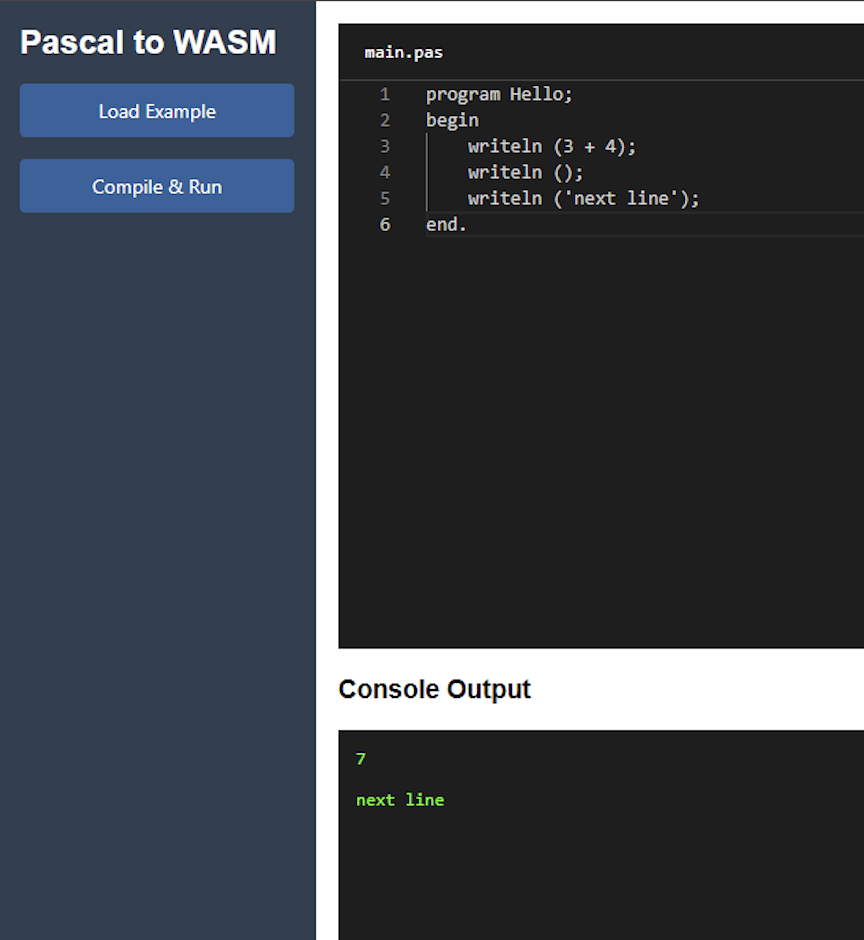 Pascal to WASM
Load Example
Compile & Run
main.pas
1 program Hello;
2 begin
3     writeln (3 + 4);
4     writeln ();
5     writeln ('next line');
6 end.
Console Output
7
next line